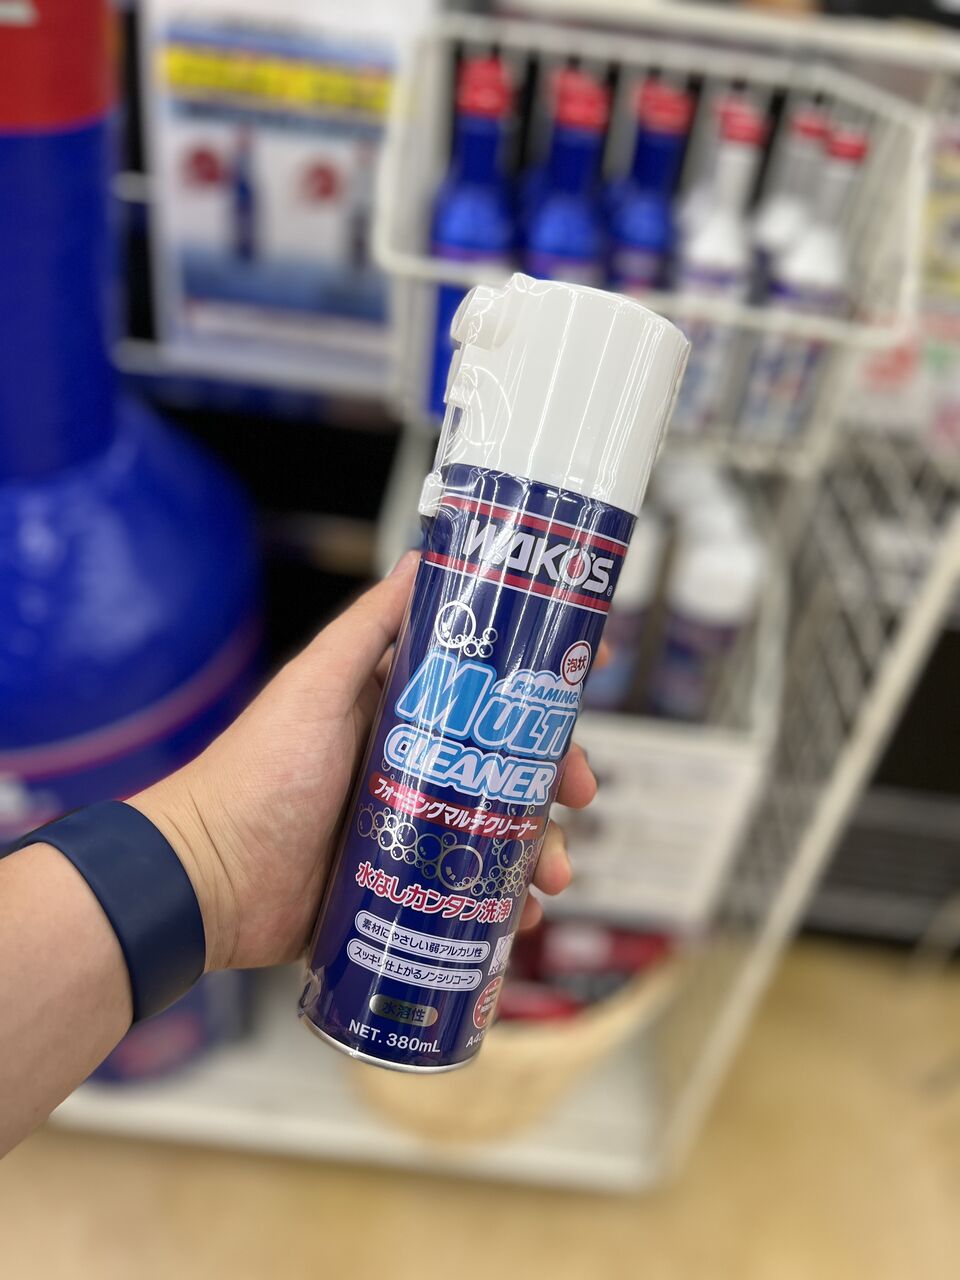 WAKO'S
泡状
FOAMING
MULTI
CLEANER
フォーミングマルチクリーナー
水なしカンタン洗浄
素材にやさしい弱アルカリ性
スッキリ仕上がるノンシリコーン
水溶性
NET. 380mL